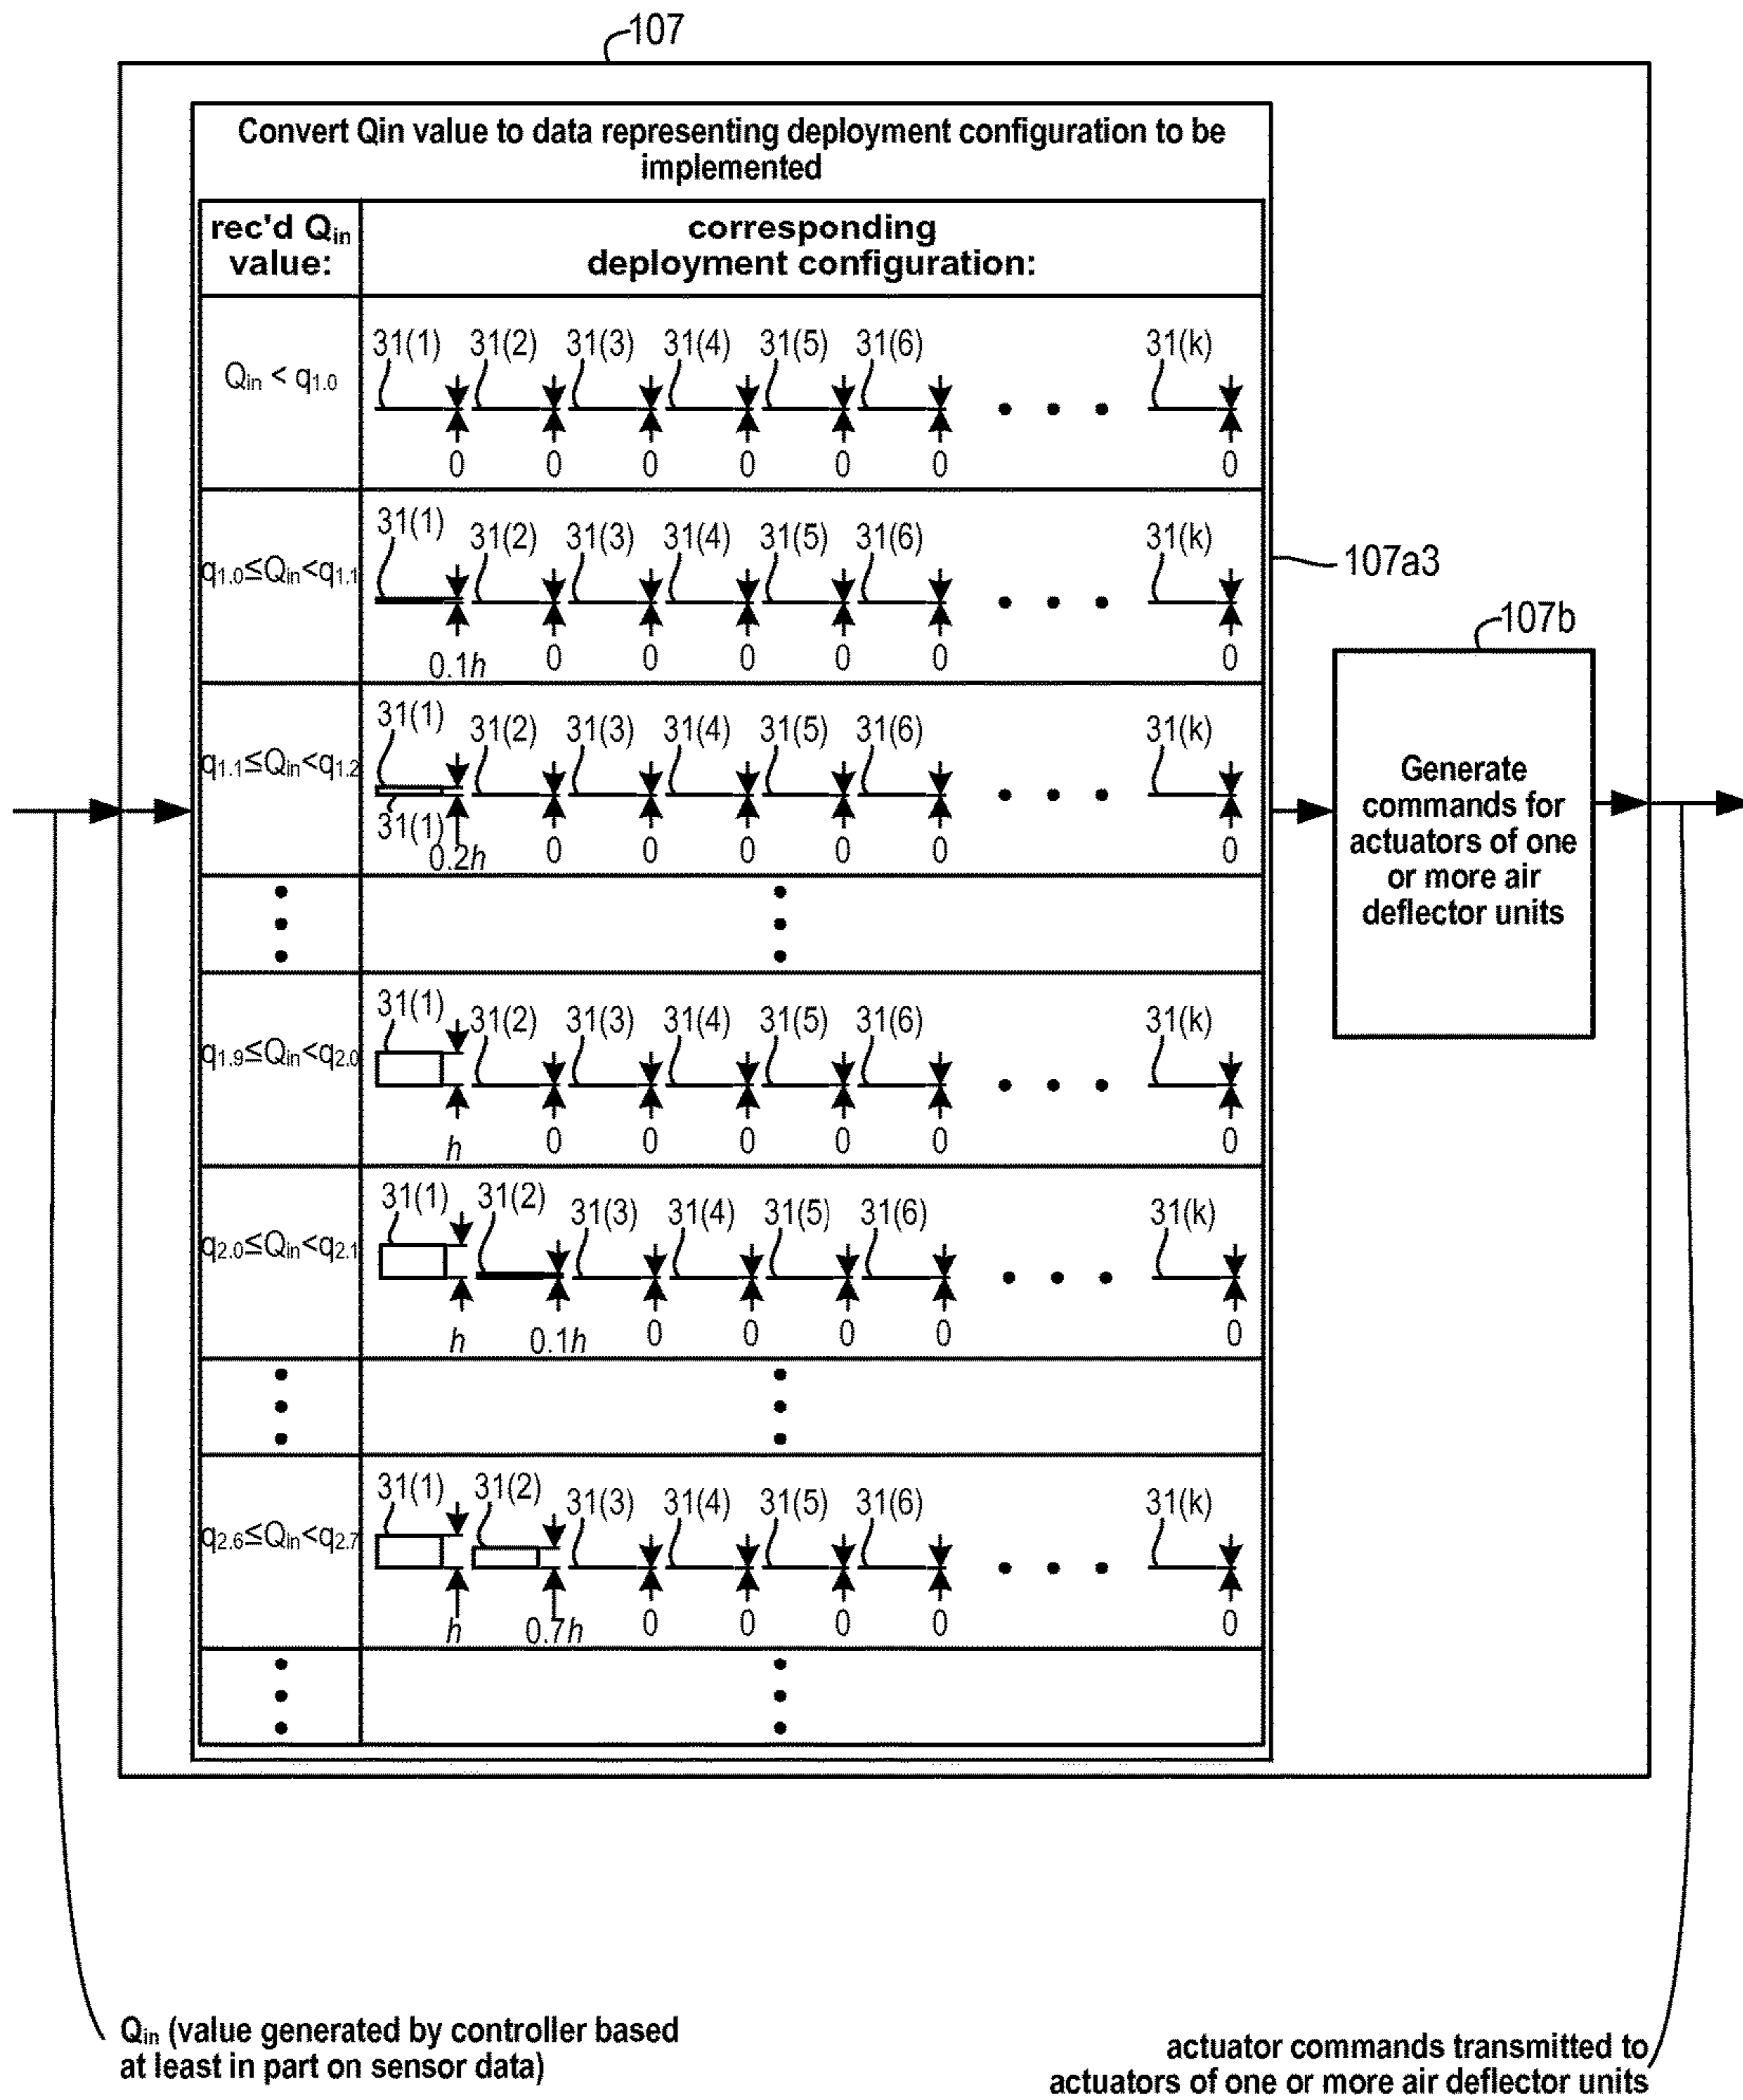 107
Convert Qin value to data representing deployment configuration to be
implemented
rec'd Qin
value:
corresponding
deployment configuration:
Qin < q1.0
31(1) 31(2) 31(3) 31(4) 31(5) 31(6) 31(k)
0 0 0 0 0 0 0
q1.0≤Qin<q1.1
31(1) 31(2) 31(3) 31(4) 31(5) 31(6) 31(k)
0.1h 0 0 0 0 0 0
107a3
q1.1≤Qin<q1.2
31(1) 31(2) 31(3) 31(4) 31(5) 31(6) 31(k)
31(1)
0.2h 0 0 0 0 0 0
q1.9≤Qin<q2.0
31(1) 31(2) 31(3) 31(4) 31(5) 31(6) 31(k)
h 0 0 0 0 0 0
q2.0≤Qin<q2.1
31(1) 31(2) 31(3) 31(4) 31(5) 31(6) 31(k)
h 0.1h 0 0 0 0 0
q2.6≤Qin<q2.7
31(1) 31(2) 31(3) 31(4) 31(5) 31(6) 31(k)
h 0.7h 0 0 0 0 0
107b
Generate
commands for
actuators of one
or more air
deflector units
Qin (value generated by controller based
at least in part on sensor data)
actuator commands transmitted to
actuators of one or more air deflector units